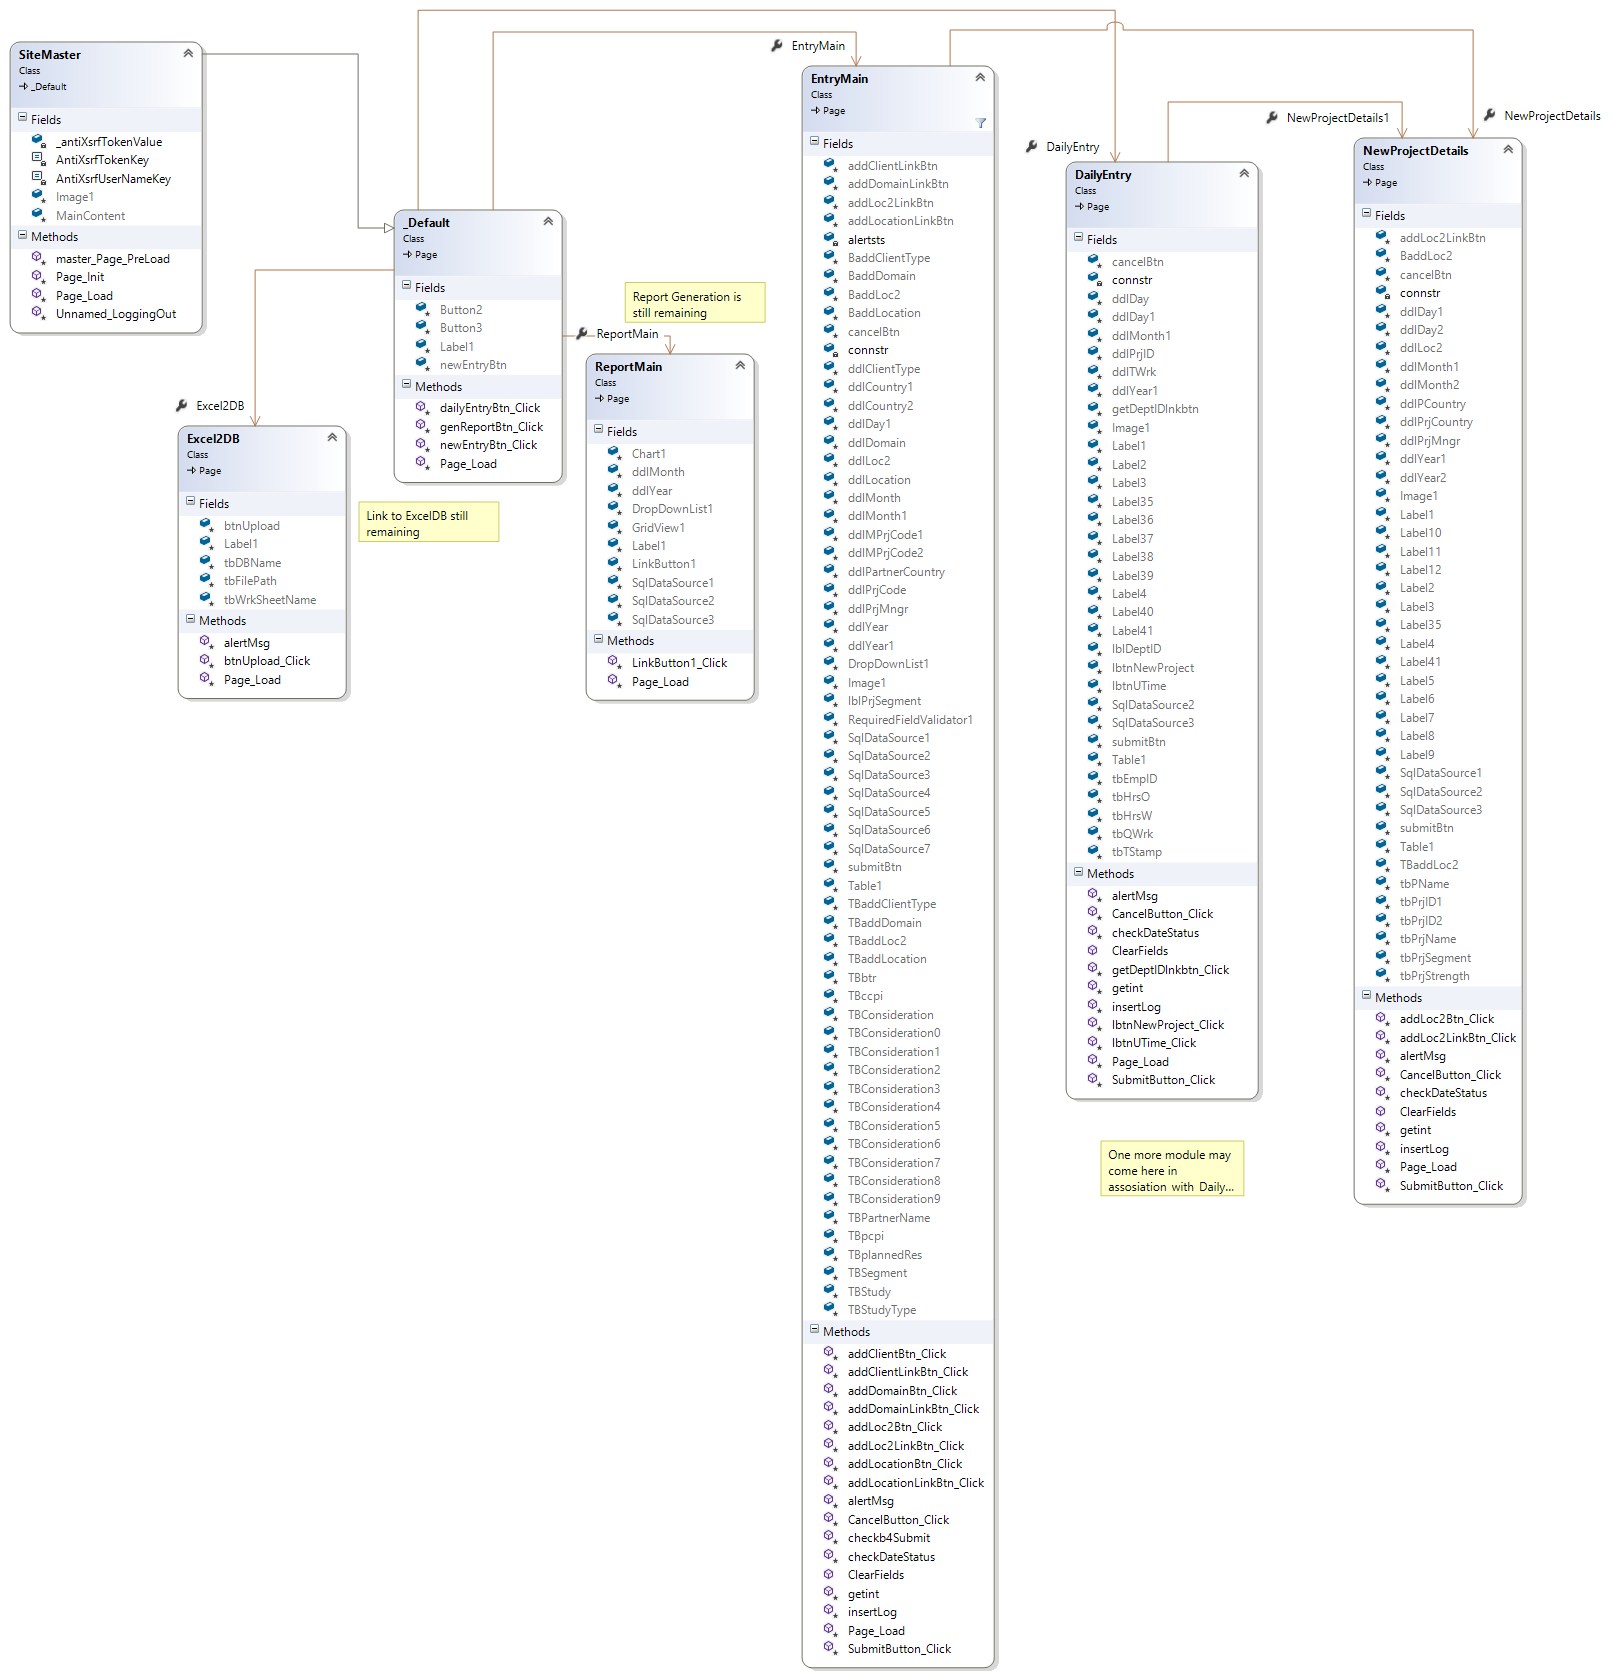 SiteMaster
Class
_Default
Fields
_antiXsrfTokenValue
AntiXsrfTokenKey
AntiXsrfUserNameKey
Image1
MainContent
Methods
master_Page_PreLoad
Page_Init
Page_Load
Unnamed_LoggingOut
_Default
Class
Page
Fields
Button2
Button3
Label1
newEntryBtn
Methods
dailyEntryBtn_Click
genReportBtn_Click
newEntryBtn_Click
Page_Load
Excel2DB
Excel2DB
Class
Page
Fields
btnUpload
Label1
tbDBName
tbFilePath
tbWrkSheetName
Methods
alertMsg
btnUpload_Click
Page_Load
Link to ExcelDB still
remaining
Report Generation is
still remaining
ReportMain
ReportMain
Class
Page
Fields
Chart1
ddlMonth
ddlYear
DropDownList1
GridView1
Label1
LinkButton1
SqlDataSource1
SqlDataSource2
SqlDataSource3
Methods
LinkButton1_Click
Page_Load
EntryMain
EntryMain
Class
Page
Fields
addClientLinkBtn
addDomainLinkBtn
addLoc2LinkBtn
addLocationLinkBtn
alertsts
BaddClientType
BaddDomain
BaddLoc2
BaddLocation
cancelBtn
connstr
ddlClientType
ddlCountry1
ddlCountry2
ddlDay1
ddlDomain
ddlLoc2
ddlLocation
ddlMonth
ddlMonth1
ddlMPrjCode1
ddlMPrjCode2
ddlPartnerCountry
ddlPrjCode
ddlPrjMngr
ddlYear
ddlYear1
DropDownList1
Image1
lblPrjSegment
RequiredFieldValidator1
SqlDataSource1
SqlDataSource2
SqlDataSource3
SqlDataSource4
SqlDataSource5
SqlDataSource6
SqlDataSource7
submitBtn
Table1
TBaddClientType
TBaddDomain
TBaddLoc2
TBaddLocation
TBbtr
TBccpi
TBConsideration
TBConsideration0
TBConsideration1
TBConsideration2
TBConsideration3
TBConsideration4
TBConsideration5
TBConsideration6
TBConsideration7
TBConsideration8
TBConsideration9
TBPartnerName
TBpcpi
TBplannedRes
TBSegment
TBStudy
TBStudyType
Methods
addClientBtn_Click
addClientLinkBtn_Click
addDomainBtn_Click
addDomainLinkBtn_Click
addLoc2Btn_Click
addLoc2LinkBtn_Click
addLocationBtn_Click
addLocationLinkBtn_Click
alertMsg
CancelButton_Click
checkb4Submit
checkDateStatus
ClearFields
getint
insertLog
Page_Load
SubmitButton_Click
DailyEntry
DailyEntry
Class
Page
Fields
cancelBtn
connstr
ddlDay
ddlDay1
ddlMonth1
ddlPrjID
ddlTWrk
ddlYear1
getDeptIDlnkbtn
Image1
Label1
Label2
Label3
Label35
Label36
Label37
Label38
Label39
Label4
Label40
Label41
lblDeptID
lbtnNewProject
lbtnUTime
SqlDataSource2
SqlDataSource3
submitBtn
Table1
tbEmpID
tbHrsO
tbHrsW
tbQWrk
tbTStamp
Methods
alertMsg
CancelButton_Click
checkDateStatus
ClearFields
getDeptIDlnkbtn_Click
getint
insertLog
lbtnNewProject_Click
lbtnUTime_Click
Page_Load
SubmitButton_Click
One more module may
come here in
assosiation with Daily...
NewProjectDetails1
NewProjectDetails
NewProjectDetails
Class
Page
Fields
addLoc2LinkBtn
BaddLoc2
cancelBtn
connstr
ddlDay1
ddlDay2
ddlLoc2
ddlMonth1
ddlMonth2
ddlPCountry
ddlPrjCountry
ddlPrjMngr
ddlYear1
ddlYear2
Image1
Label1
Label10
Label11
Label12
Label2
Label3
Label35
Label4
Label41
Label5
Label6
Label7
Label8
Label9
SqlDataSource1
SqlDataSource2
SqlDataSource3
submitBtn
Table1
TBaddLoc2
tbPName
tbPrjID1
tbPrjID2
tbPrjName
tbPrjSegment
tbPrjStrength
Methods
addLoc2Btn_Click
addLoc2LinkBtn_Click
alertMsg
CancelButton_Click
checkDateStatus
ClearFields
getint
insertLog
Page_Load
SubmitButton_Click